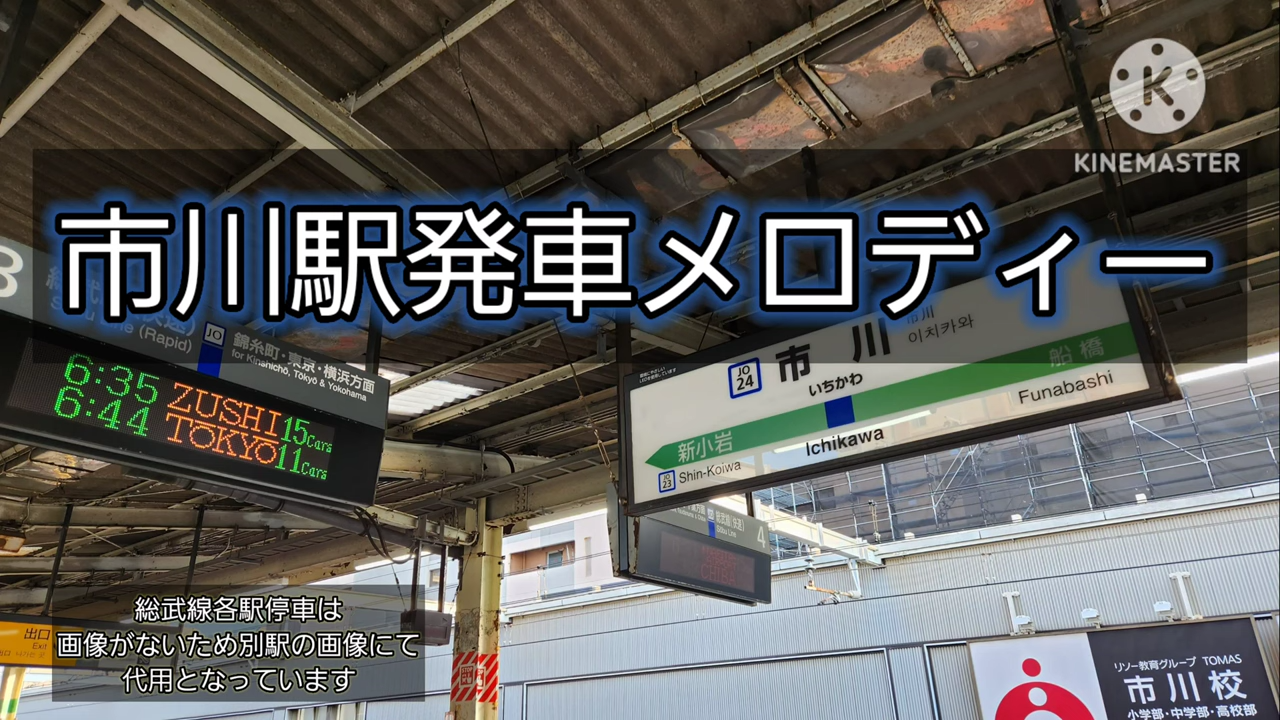 KINEMASTER
市川駅発車メロディー
3
(Rapid)
JO
錦糸町・東京・横浜方面
for Kinshichō, Tōkyō & Yokohama
6:35 ZUSHI 15Cars
6:44 TOKYO 11Cars
JO
24
市川
市川
이치카와
いちかわ
船橋
Funabashi
Ichikawa
新小岩
JO
23
Shin-Koiwa
4
総武線各駅停車は
画像がないため別駅の画像にて
代用となっています
出口
Exit
リソー教育グループ TOMAS
市川校
小学部・中学部・高校部